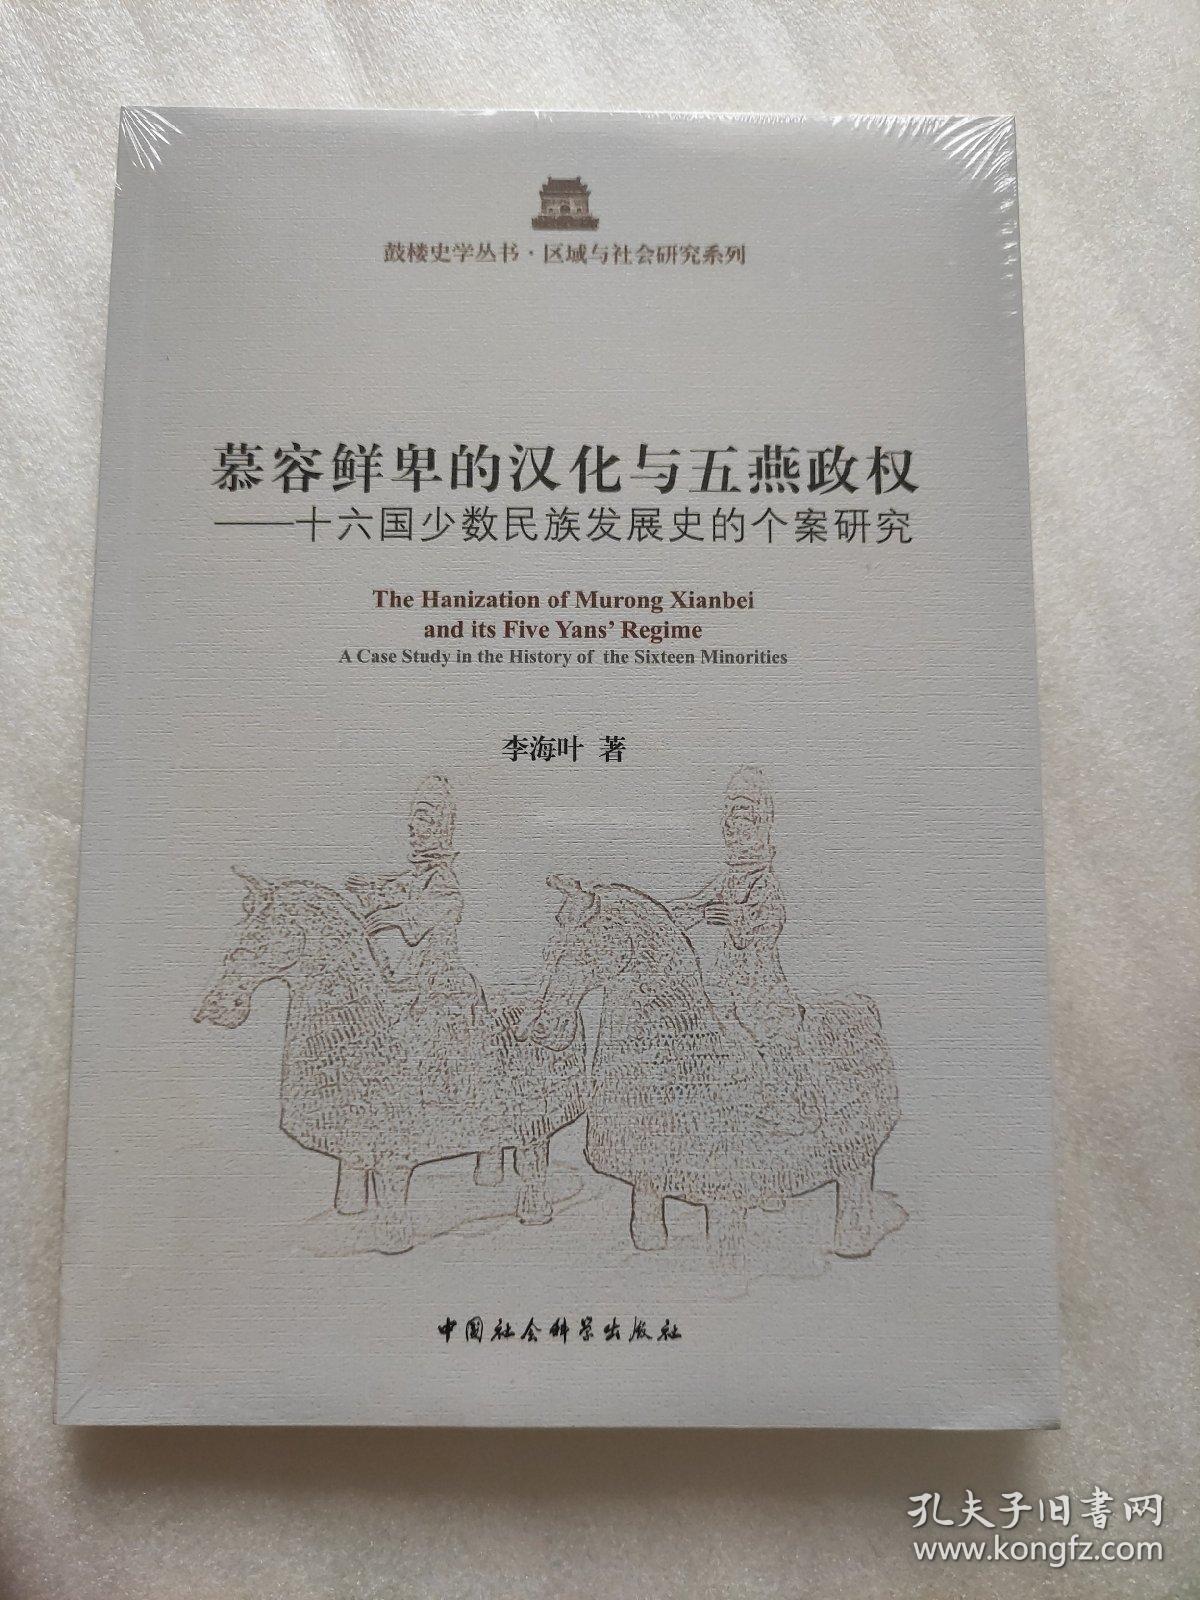 鼓楼史学丛书·区域与社会研究系列
慕容鲜卑的汉化与五燕政权
——十六国少数民族发展史的个案研究
The Hanization of Murong Xianbei
and its Five Yans' Regime
A Case Study in the History of the Sixteen Minorities
李海叶 著
中国社会科学出版社
孔夫子旧书网
www.kongfz.com